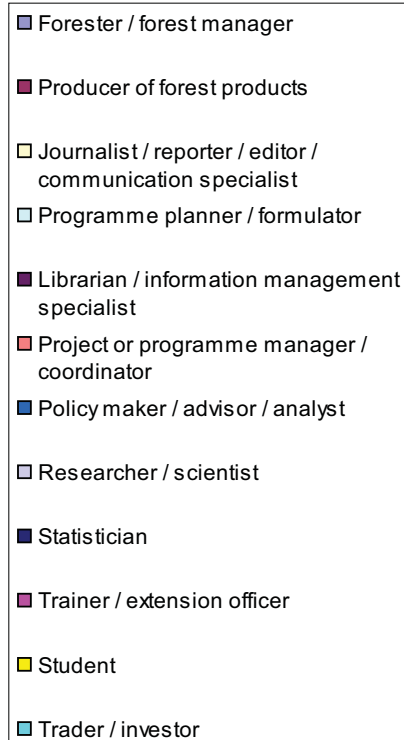 Forester / forest manager
Producer of forest products
Journalist / reporter / editor /
communication specialist
Programme planner / formulator
Librarian / information management
specialist
Project or programme manager /
coordinator
Policy maker / advisor / analyst
Researcher / scientist
Statistician
Trainer / extension officer
Student
Trader / investor